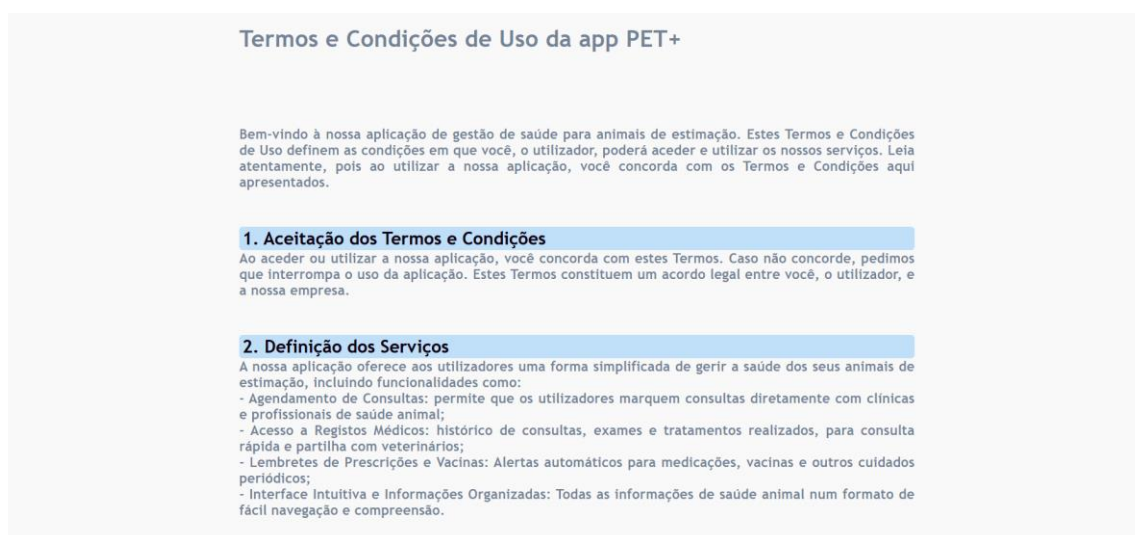 Termos e Condições de Uso da app PET+
Bem-vindo à nossa aplicação de gestão de saúde para animais de estimação. Estes Termos e Condições
de Uso definem as condições em que você, o utilizador, poderá aceder e utilizar os nossos serviços. Leia
atentamente, pois ao utilizar a nossa aplicação, você concorda com os Termos e Condições aqui
apresentados.
1. Aceitação dos Termos e Condições
Ao aceder ou utilizar a nossa aplicação, você concorda com estes Termos. Caso não concorde, pedimos
que interrompa o uso da aplicação. Estes Termos constituem um acordo legal entre você, o utilizador, e
a nossa empresa.
2. Definição dos Serviços
A nossa aplicação oferece aos utilizadores uma forma simplificada de gerir a saúde dos seus animais de
estimação, incluindo funcionalidades como:
- Agendamento de Consultas: permite que os utilizadores marquem consultas diretamente com clínicas
e profissionais de saúde animal;
- Acesso a Registos Médicos: histórico de consultas, exames e tratamentos realizados, para consulta
rápida e partilha com veterinários;
- Lembretes de Prescrições e Vacinas: Alertas automáticos para medicações, vacinas e outros cuidados
periódicos;
- Interface Intuitiva e Informações Organizadas: Todas as informações de saúde animal num formato de
fácil navegação e compreensão.